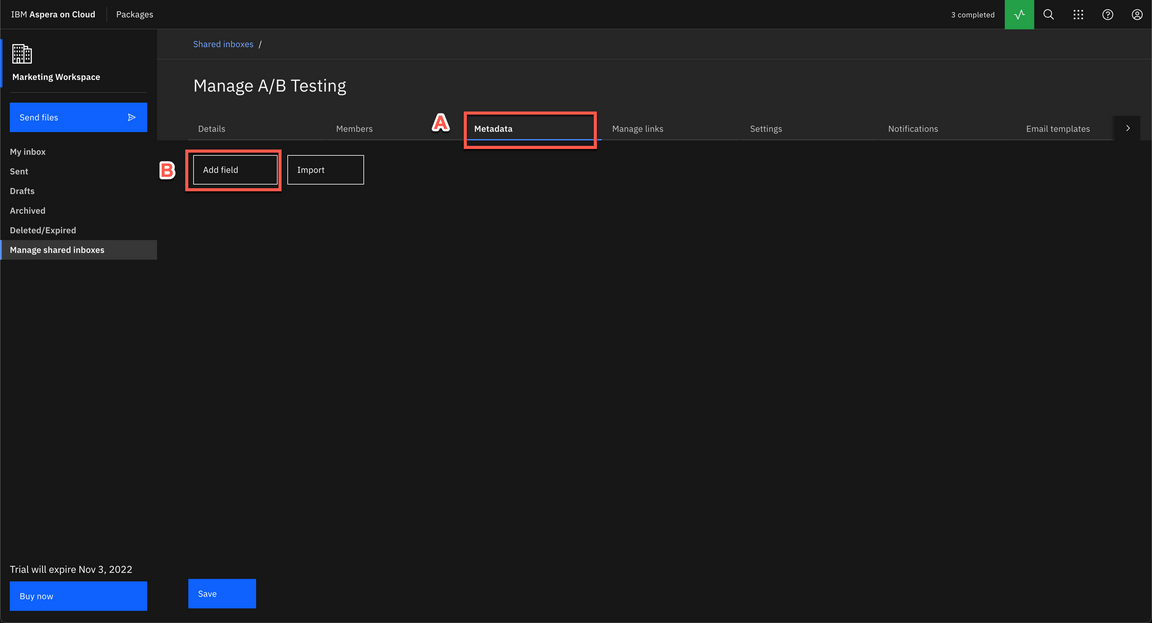 IBM Aspera on Cloud Packages 3 completed
Marketing Workspace
Send files
My inbox
Sent
Drafts
Archived
Deleted/Expired
Manage shared inboxes
Trial will expire Nov 3, 2022
Buy now
Shared inboxes /
Manage A/B Testing
Details Members A Metadata Manage links Settings Notifications Email templates
B Add field Import
Save